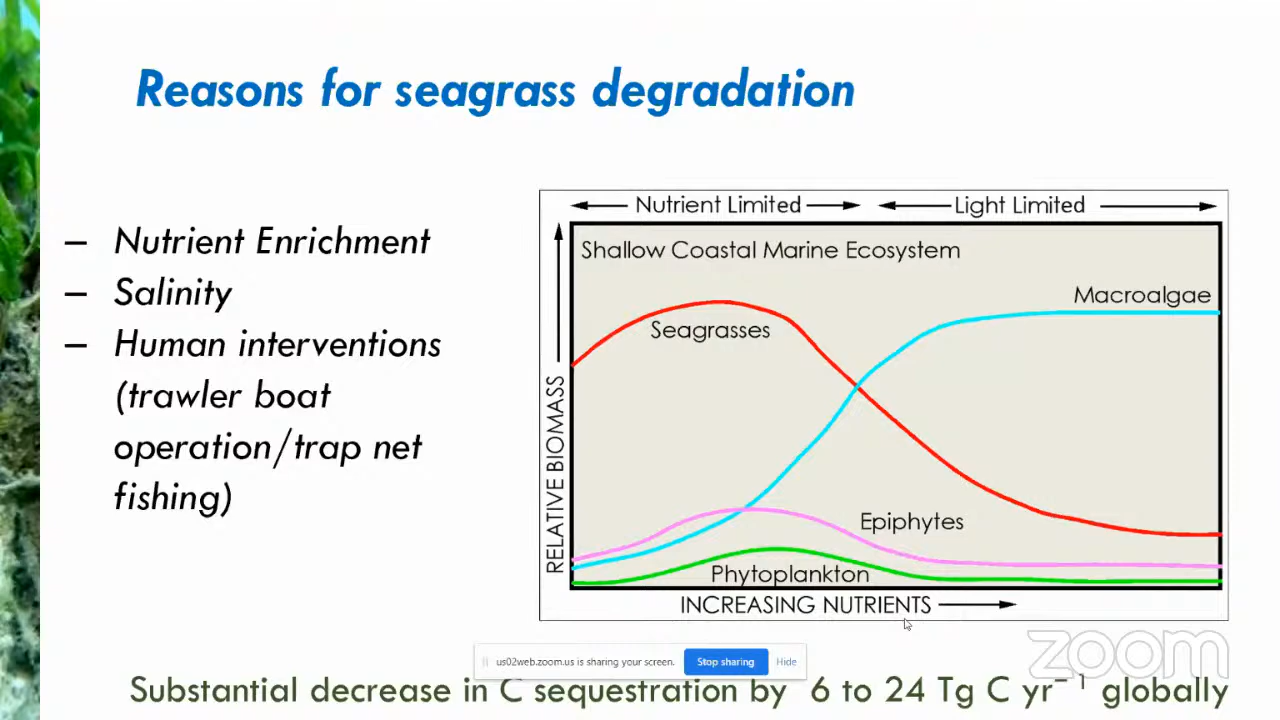 Reasons for seagrass degradation
– Nutrient Enrichment
– Salinity
– Human interventions
(trawler boat
operation/trap net
fishing)
Nutrient Limited
Light Limited
Shallow Coastal Marine Ecosystem
Macroalgae
Seagrasses
Epiphytes
Phytoplankton
RELATIVE BIOMASS
INCREASING NUTRIENTS
zoom
us02web.zoom.us is sharing your screen. Stop sharing Hide
Substantial decrease in C sequestration by 6 to 24 Tg C yr⁻¹ globally